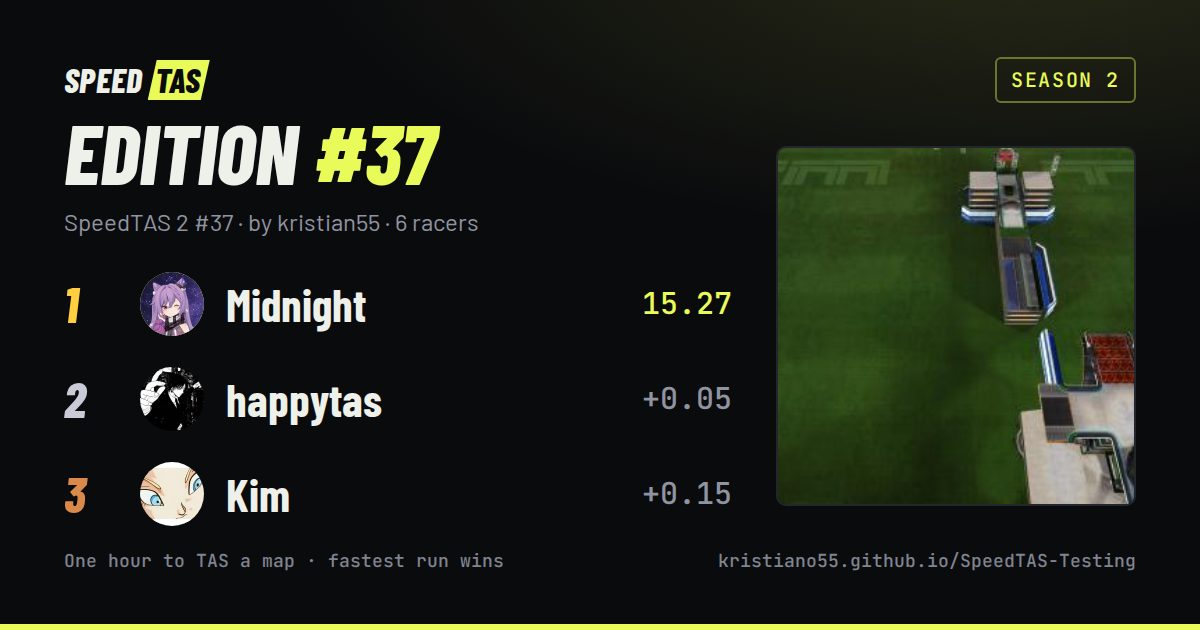 SPEED TAS
SEASON 2
EDITION #37
SpeedTAS 2 #37 · by kristian55 · 6 racers
1 Midnight 15.27
2 happytas +0.05
3 Kim +0.15
One hour to TAS a map · fastest run wins
kristiano55.github.io/SpeedTAS-Testing